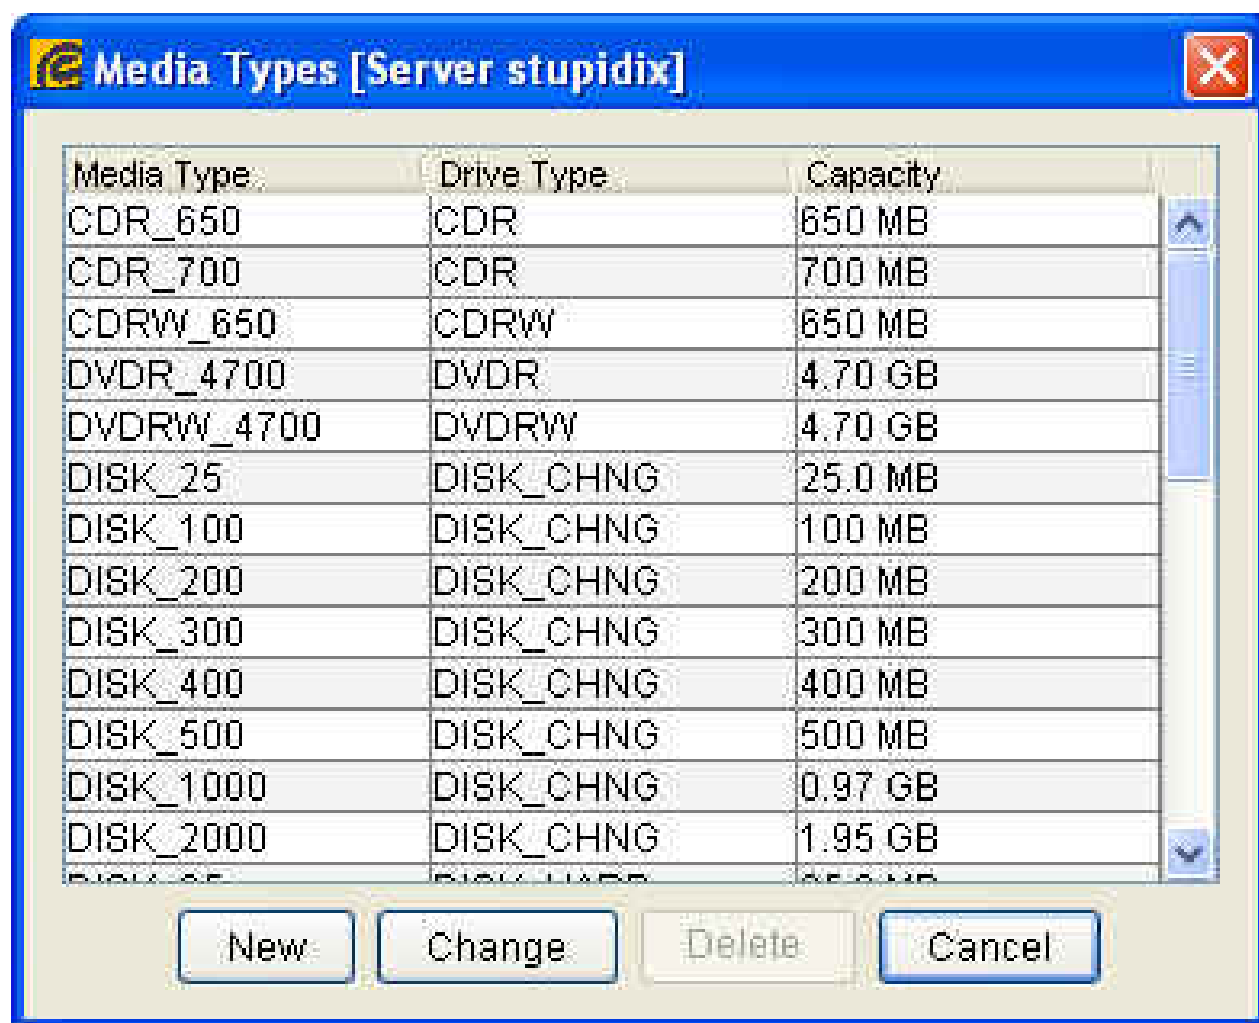 Media Types [Server stupidix]
Media Type Drive Type Capacity
CDR_650 CDR 650 MB
CDR_700 CDR 700 MB
CDRW_650 CDRW 650 MB
DVDR_4700 DVDR 4.70 GB
DVDRW_4700 DVDRW 4.70 GB
DISK_25 DISK_CHNG 25.0 MB
DISK_100 DISK_CHNG 100 MB
DISK_200 DISK_CHNG 200 MB
DISK_300 DISK_CHNG 300 MB
DISK_400 DISK_CHNG 400 MB
DISK_500 DISK_CHNG 500 MB
DISK_1000 DISK_CHNG 0.97 GB
DISK_2000 DISK_CHNG 1.95 GB
New Change Delete Cancel